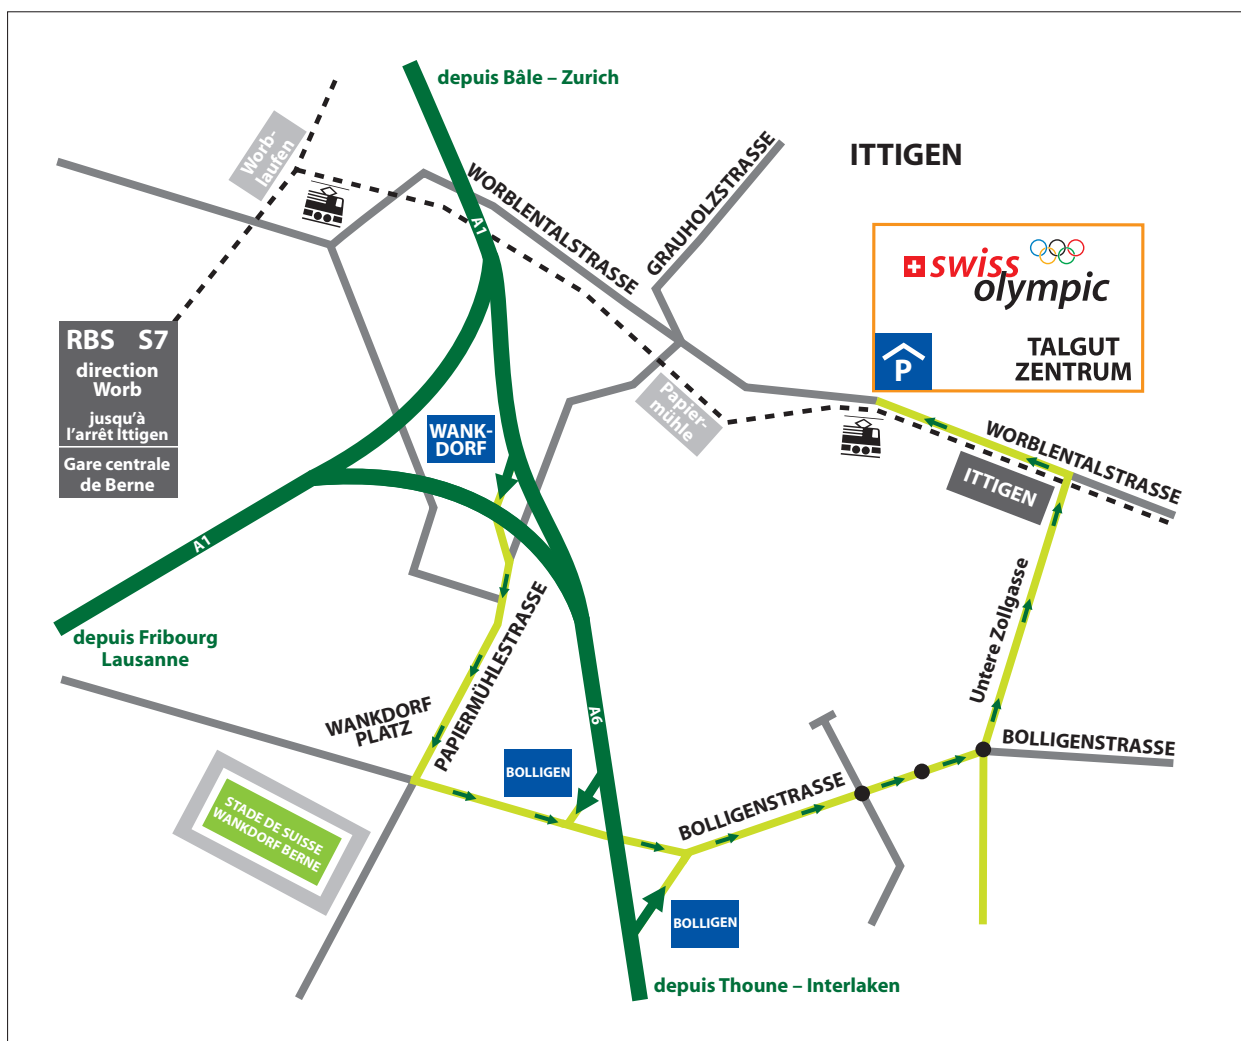 depuis Bâle – Zurich
Worb-
laufen
ITTIGEN
WORBLENTALSTRASSE
GRAUHOLZSTRASSE
A1
swiss
olympic
TALGUT
ZENTRUM
P
RBS S7
direction
Worb
jusqu'à
l'arrêt Ittigen
Gare centrale
de Berne
Papier-
mühle
WANK-
DORF
WORBLENTALSTRASSE
ITTIGEN
A1
depuis Fribourg
Lausanne
PAPIERMÜHLESTRASSE
Untere Zollgasse
WANKDORF
PLATZ
A6
BOLLIGENSTRASSE
BOLLIGEN
BOLLIGENSTRASSE
STADE DE SUISSE
WANKDORF BERNE
BOLLIGEN
depuis Thoune – Interlaken